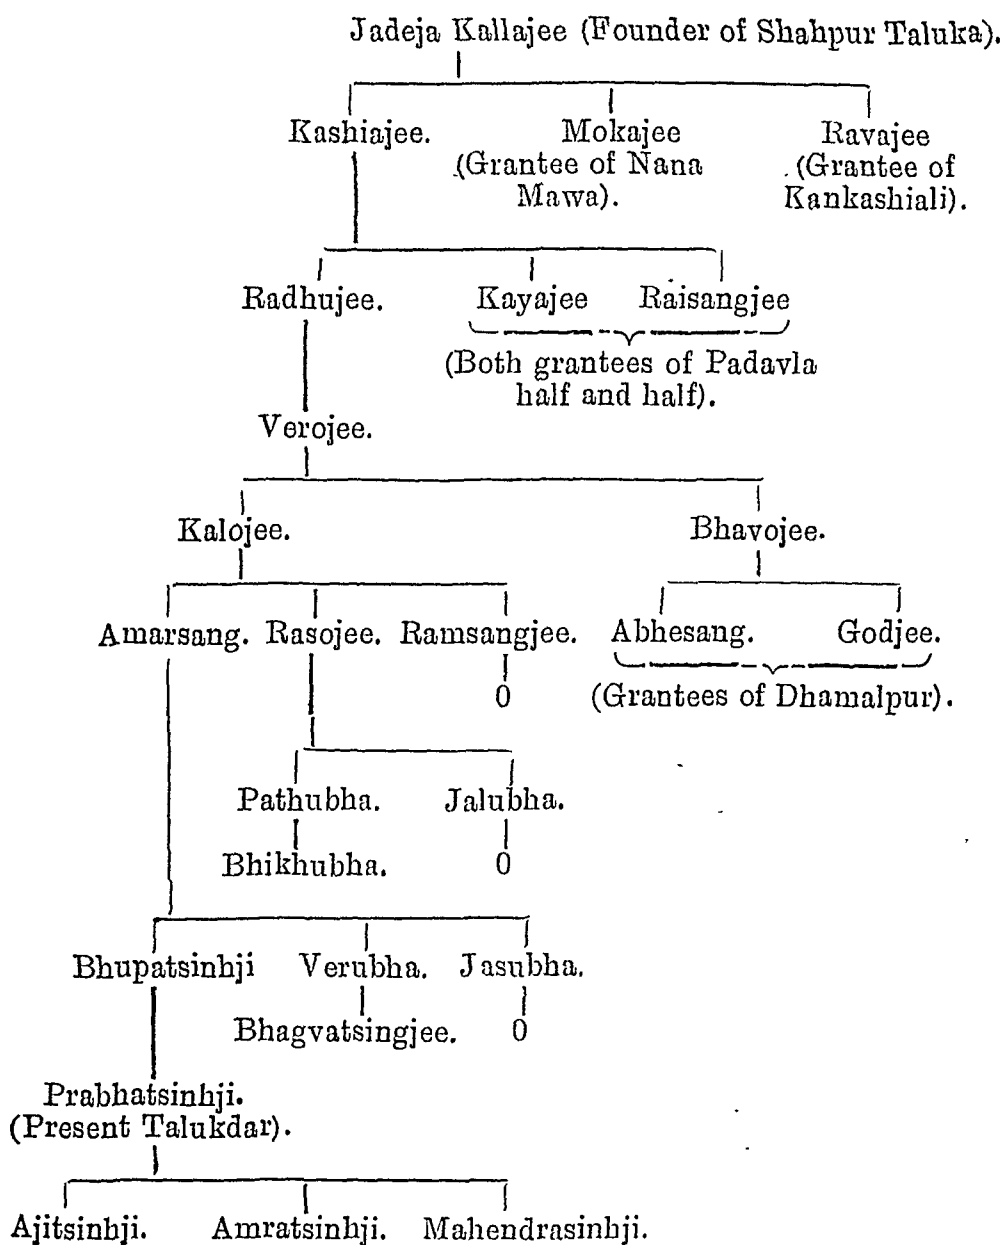 Jadeja Kallajee (Founder of Shahpur Taluka).
Kashiajee. Mokajee Ravajee
(Grantee of Nana (Grantee of
Mawa). Kankashiali).
Radhujee. Kayajee Raisangjee
(Both grantees of Padavla
half and half).
Verojee.
Kalojee. Bhavojee.
Amarsang. Rasojee. Ramsangjee. Abhesang. Godjee.
0 (Grantees of Dhamalpur).
Pathubha. Jalubha.
Bhikhubha. 0
Bhupatsinhji Verubha. Jasubha.
Bhagvatsingjee. 0
Prabhatsinhji.
(Present Talukdar).
Ajitsinhji. Amratsinhji. Mahendrasinhji.